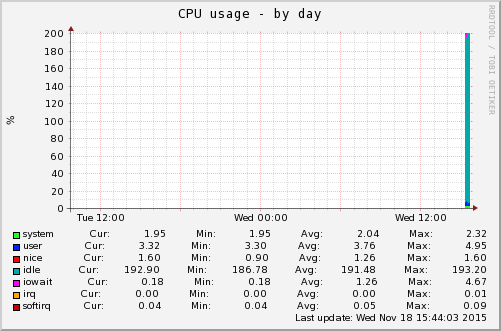 CPU usage - by day
RRDTOOL / TOBI OETIKER
%
200
180
160
140
120
100
80
60
40
20
0
Tue 12:00 Wed 00:00 Wed 12:00
system Cur: 1.95 Min: 1.95 Avg: 2.04 Max: 2.32
user Cur: 3.32 Min: 3.30 Avg: 3.76 Max: 4.95
nice Cur: 1.60 Min: 0.90 Avg: 1.26 Max: 1.60
idle Cur: 192.90 Min: 186.78 Avg: 191.48 Max: 193.20
iowait Cur: 0.18 Min: 0.18 Avg: 1.26 Max: 4.67
irq Cur: 0.00 Min: 0.00 Avg: 0.00 Max: 0.01
softirq Cur: 0.04 Min: 0.04 Avg: 0.05 Max: 0.09
Last update: Wed Nov 18 15:44:03 2015